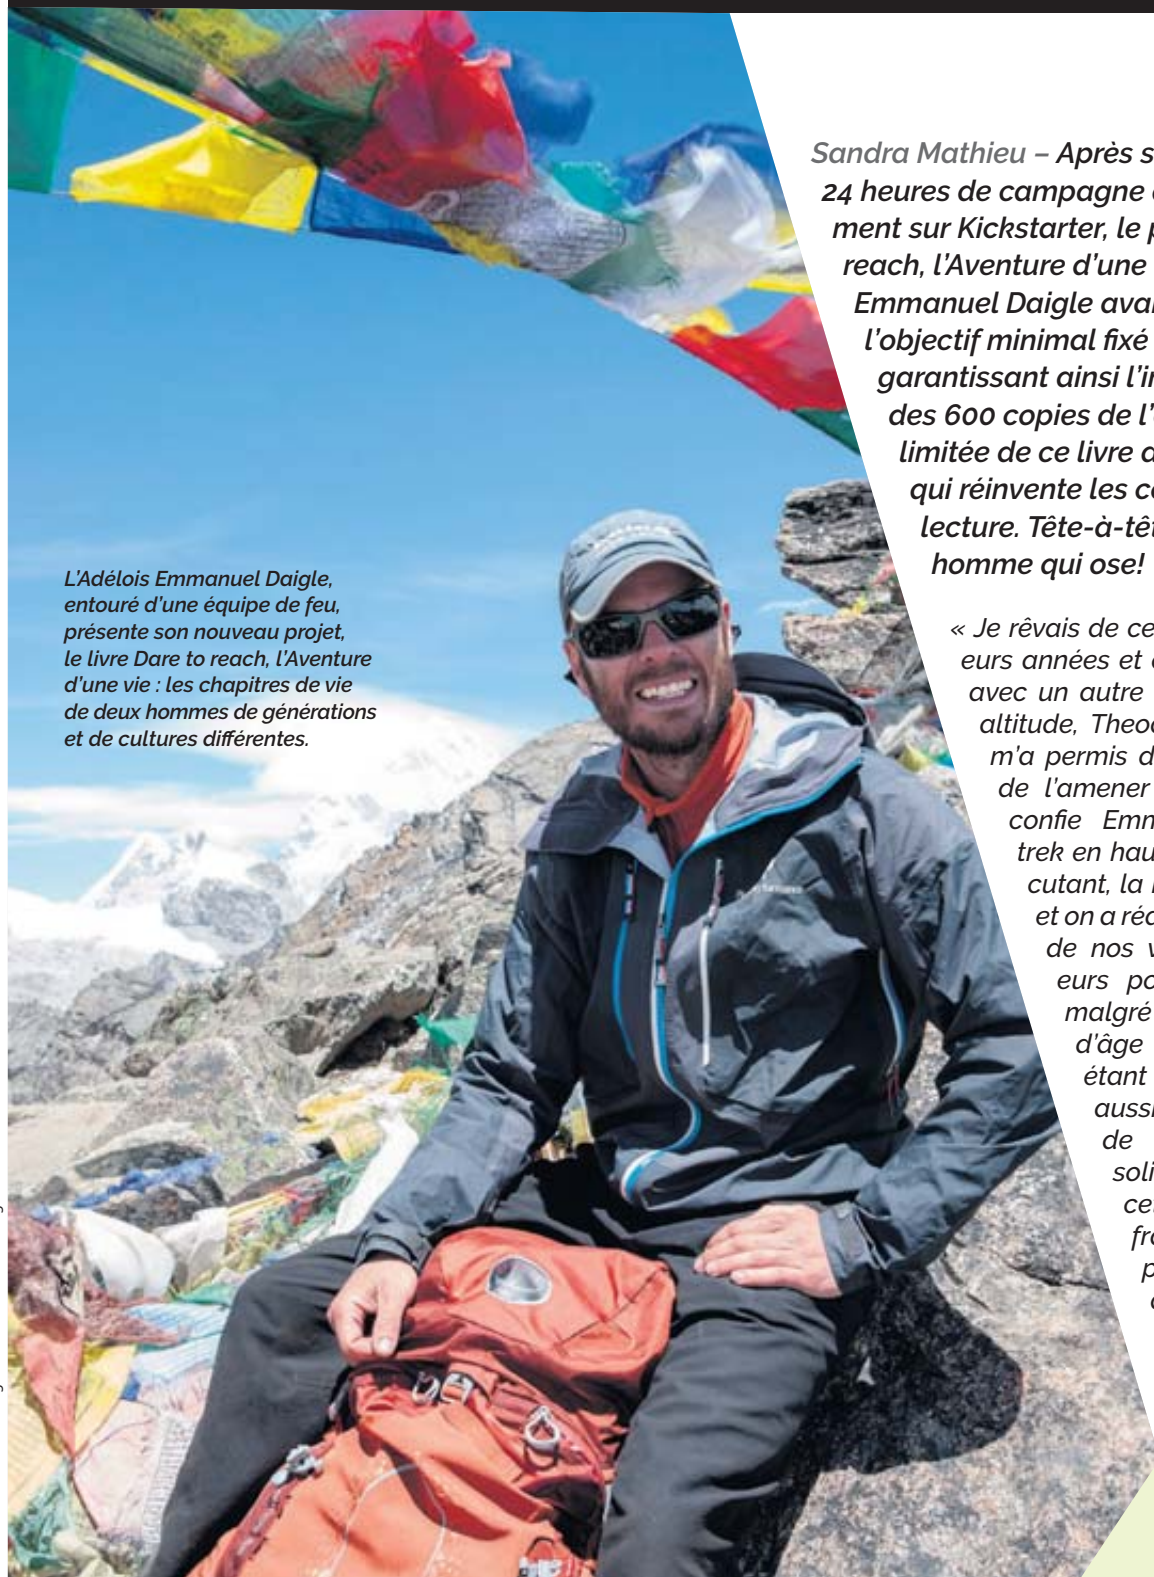 Sandra Mathieu – Après s
24 heures de campagne
ment sur Kickstarter, le p
reach, l'Aventure d'une
Emmanuel Daigle ava
l'objectif minimal fixé
garantissant ainsi l'i
des 600 copies de l'
limitée de ce livre
qui réinvente les c
lecture. Tête-à-têt
homme qui ose!
L'Adélois Emmanuel Daigle,
entouré d'une équipe de feu,
présente son nouveau projet,
le livre Dare to reach, l'Aventure
d'une vie : les chapitres de vie
de deux hommes de générations
et de cultures différentes.
« Je rêvais de ce
eurs années et
avec un autre
altitude, Theo
m'a permis d
de l'amener
confie Emm
trek en hau
cutant, la
et on a réa
de nos v
eurs po
malgré
d'âge
étant
aussi
de
soli
ce
fro
p